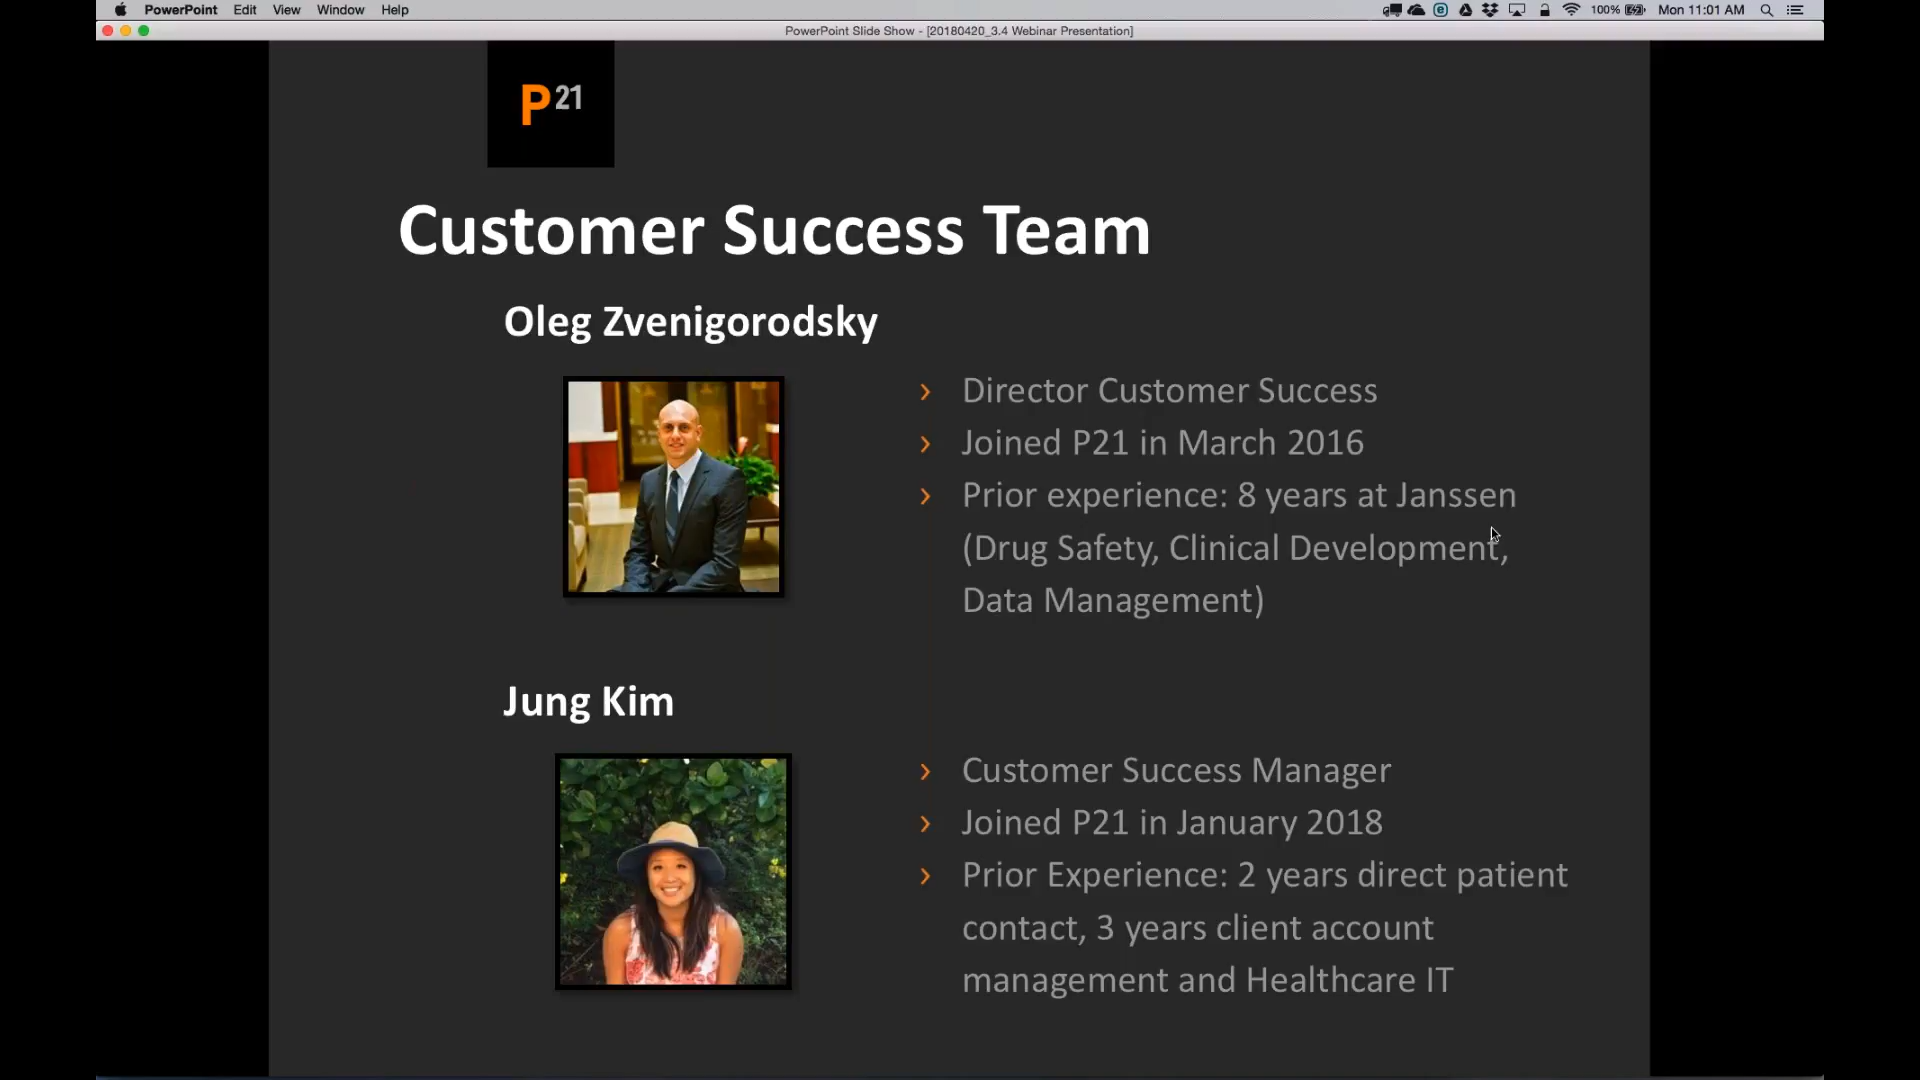 PowerPoint Edit View Window Help 100% Mon 11:01 AM
PowerPoint Slide Show - [20180420_3.4 Webinar Presentation]
P21
Customer Success Team
Oleg Zvenigorodsky
› Director Customer Success
› Joined P21 in March 2016
› Prior experience: 8 years at Janssen
(Drug Safety, Clinical Development,
Data Management)
Jung Kim
› Customer Success Manager
› Joined P21 in January 2018
› Prior Experience: 2 years direct patient
contact, 3 years client account
management and Healthcare IT